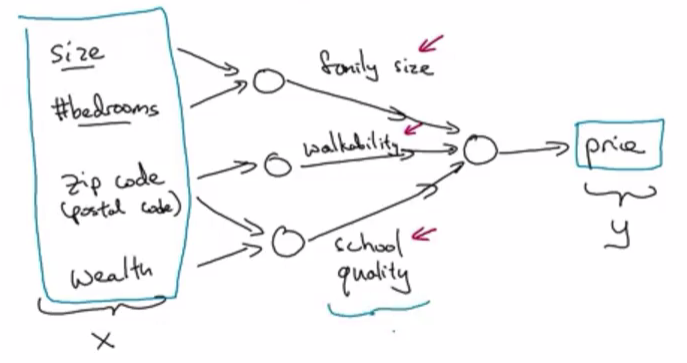 size
family size
#bedrooms
walkability
price
zip code
(postal code)
y
school
quality
wealth
X